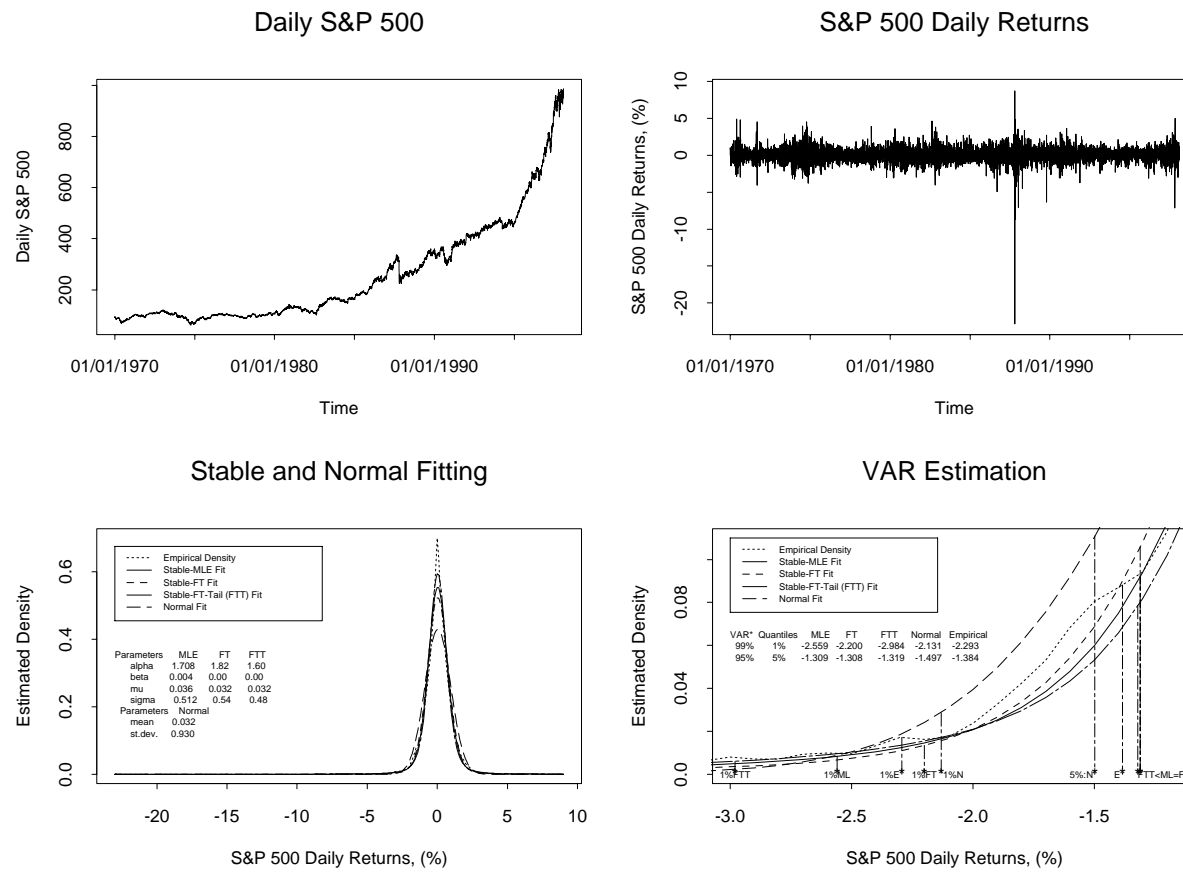 Daily S&P 500
Daily S&P 500
200
400
600
800
01/01/1970
01/01/1980
01/01/1990
Time
S&P 500 Daily Returns
S&P 500 Daily Returns, (%)
10
5
0
-10
-20
01/01/1970
01/01/1980
01/01/1990
Time
Stable and Normal Fitting
Estimated Density
0.0
0.2
0.4
0.6
Empirical Density
Stable-MLE Fit
Stable-FT Fit
Stable-FT-Tail (FTT) Fit
Normal Fit
Parameters MLE FT FTT
alpha 1.708 1.82 1.60
beta 0.004 0.00 0.00
mu 0.036 0.032 0.032
sigma 0.512 0.54 0.48
Parameters Normal
mean 0.032
st.dev. 0.930
-20
-10
-5
0
5
10
S&P 500 Daily Returns, (%)
VAR Estimation
Estimated Density
0.0
0.04
0.08
Empirical Density
Stable-MLE Fit
Stable-FT Fit
Stable-FT-Tail (FTT) Fit
Normal Fit
VAR* Quantiles MLE FT FTT Normal Empirical
99% 1% -2.559 -2.200 -2.984 -2.131 -2.293
95% 5% -1.309 -1.308 -1.319 -1.497 -1.384
1%FTT
1%ML
1%E
1%FT
1%N
5%:N
E
FTT<ML=F
-3.0
-2.5
-2.0
-1.5
S&P 500 Daily Returns, (%)